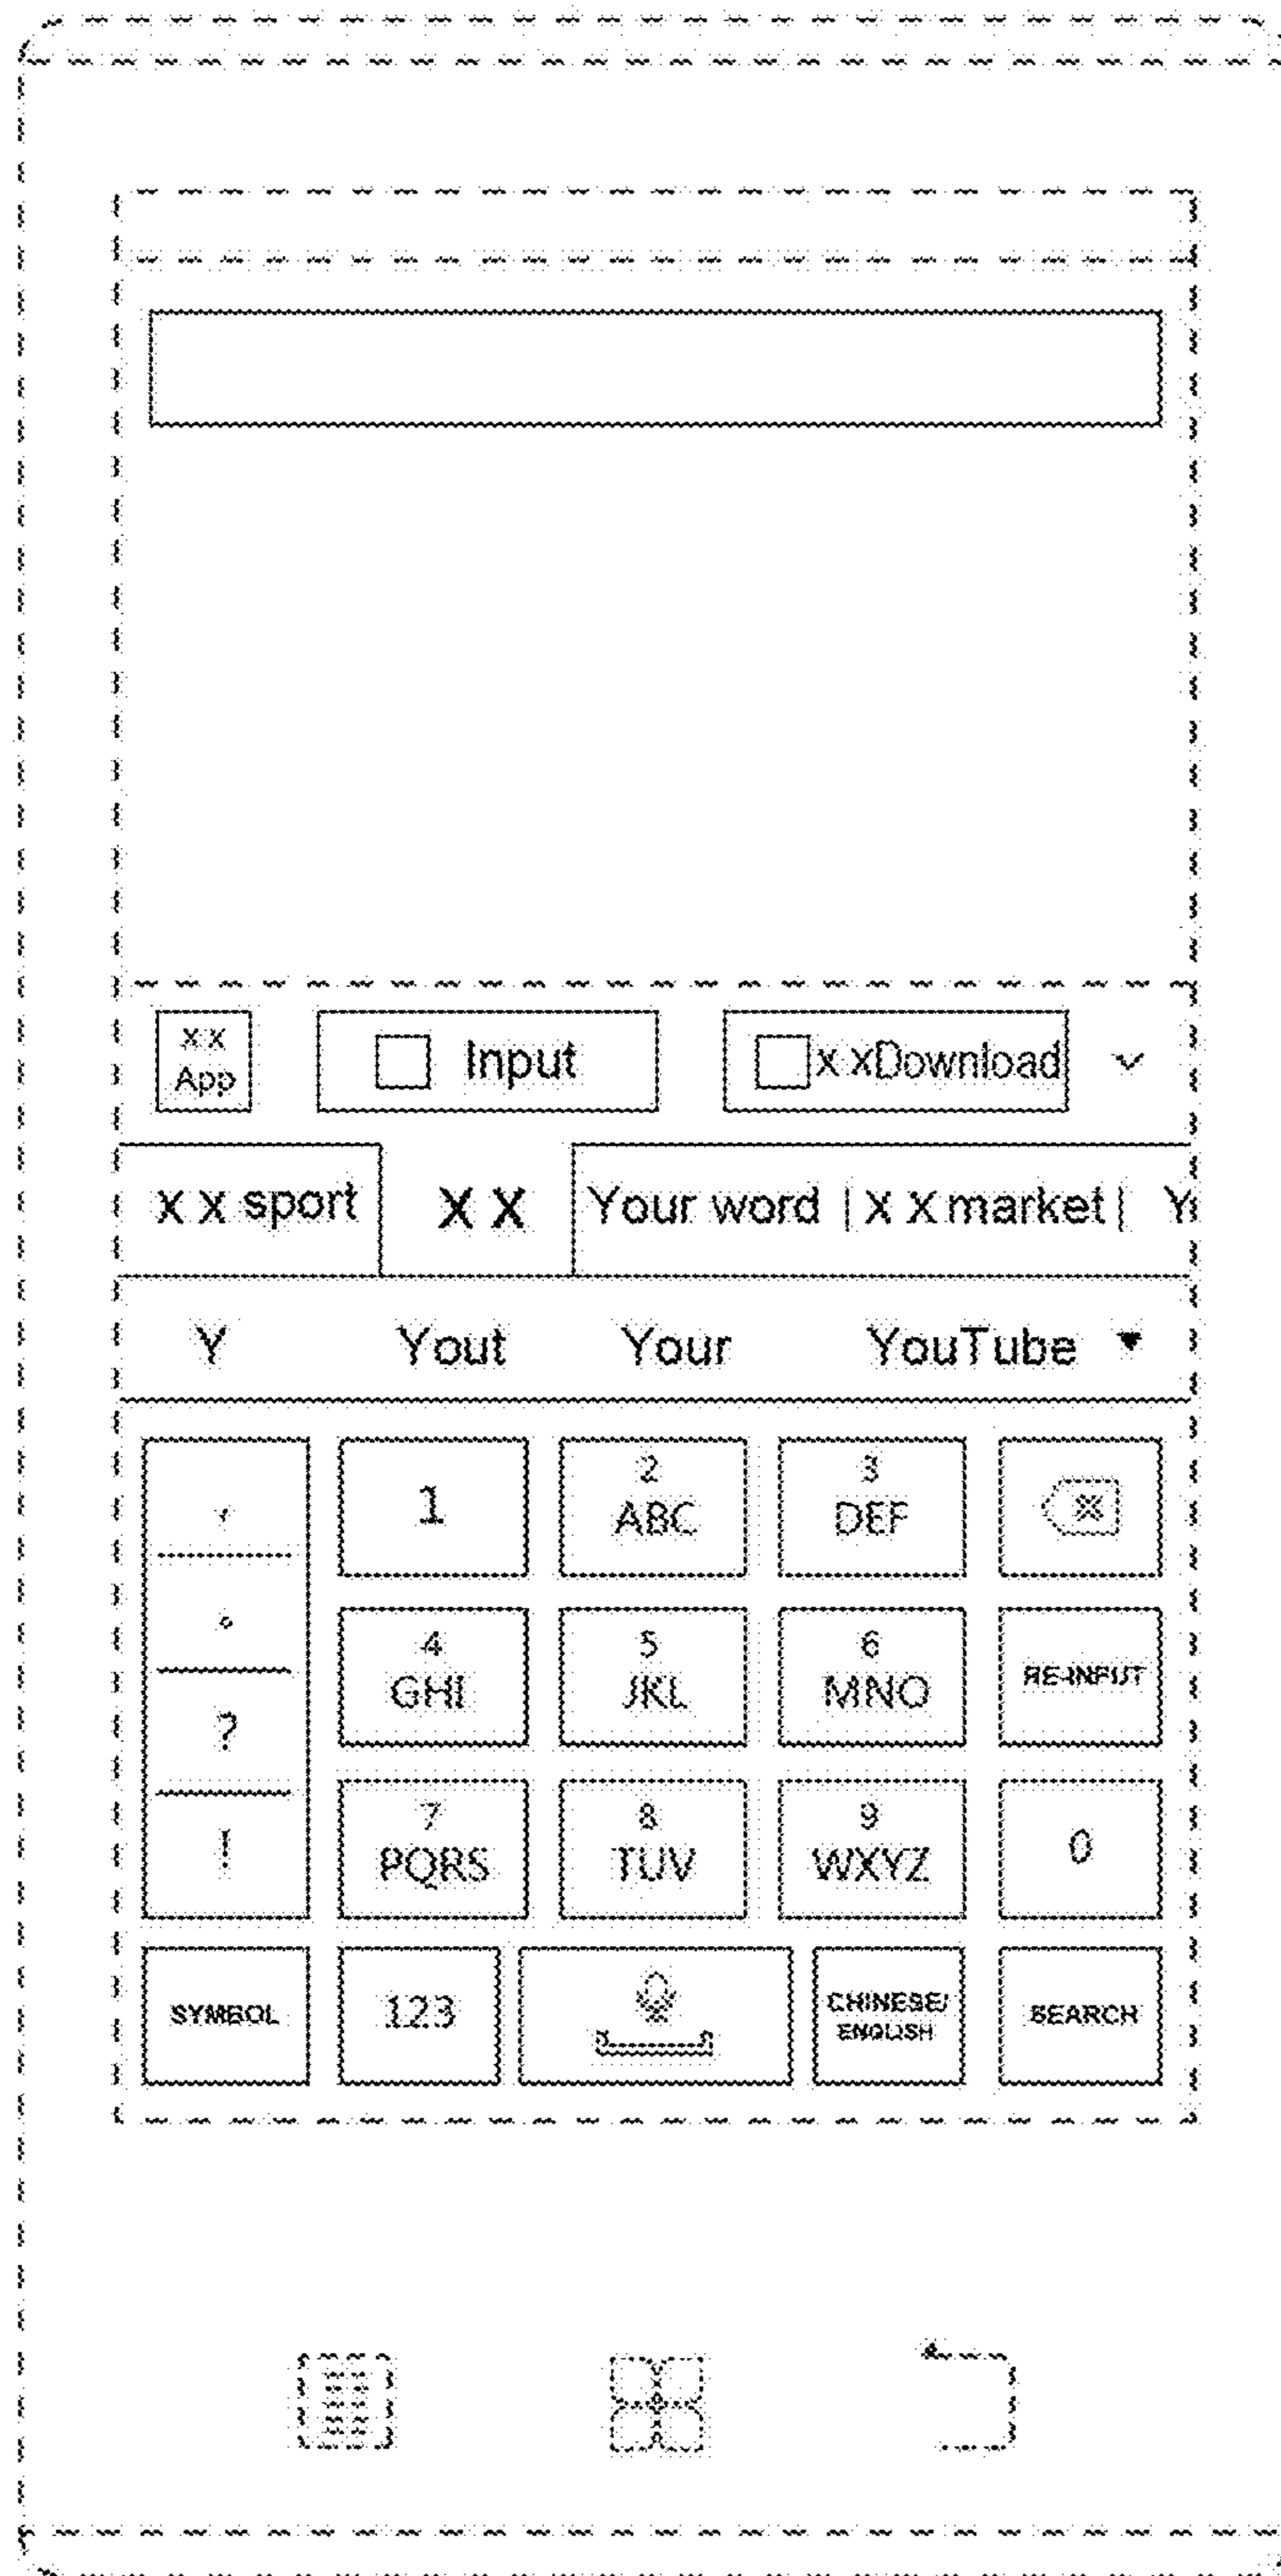 x x
App
Input
x xDownload
x x sport
X X
Your word | x x market |
Y Yout Your YouTube
,
1
2
ABC
3
DEF
。
4
GHI
5
JKL
6
MNO
RE-INPUT
?
7
PQRS
8
TUV
9
WXYZ
0
!
SYMBOL
123
CHINESE/
ENGLISH
SEARCH